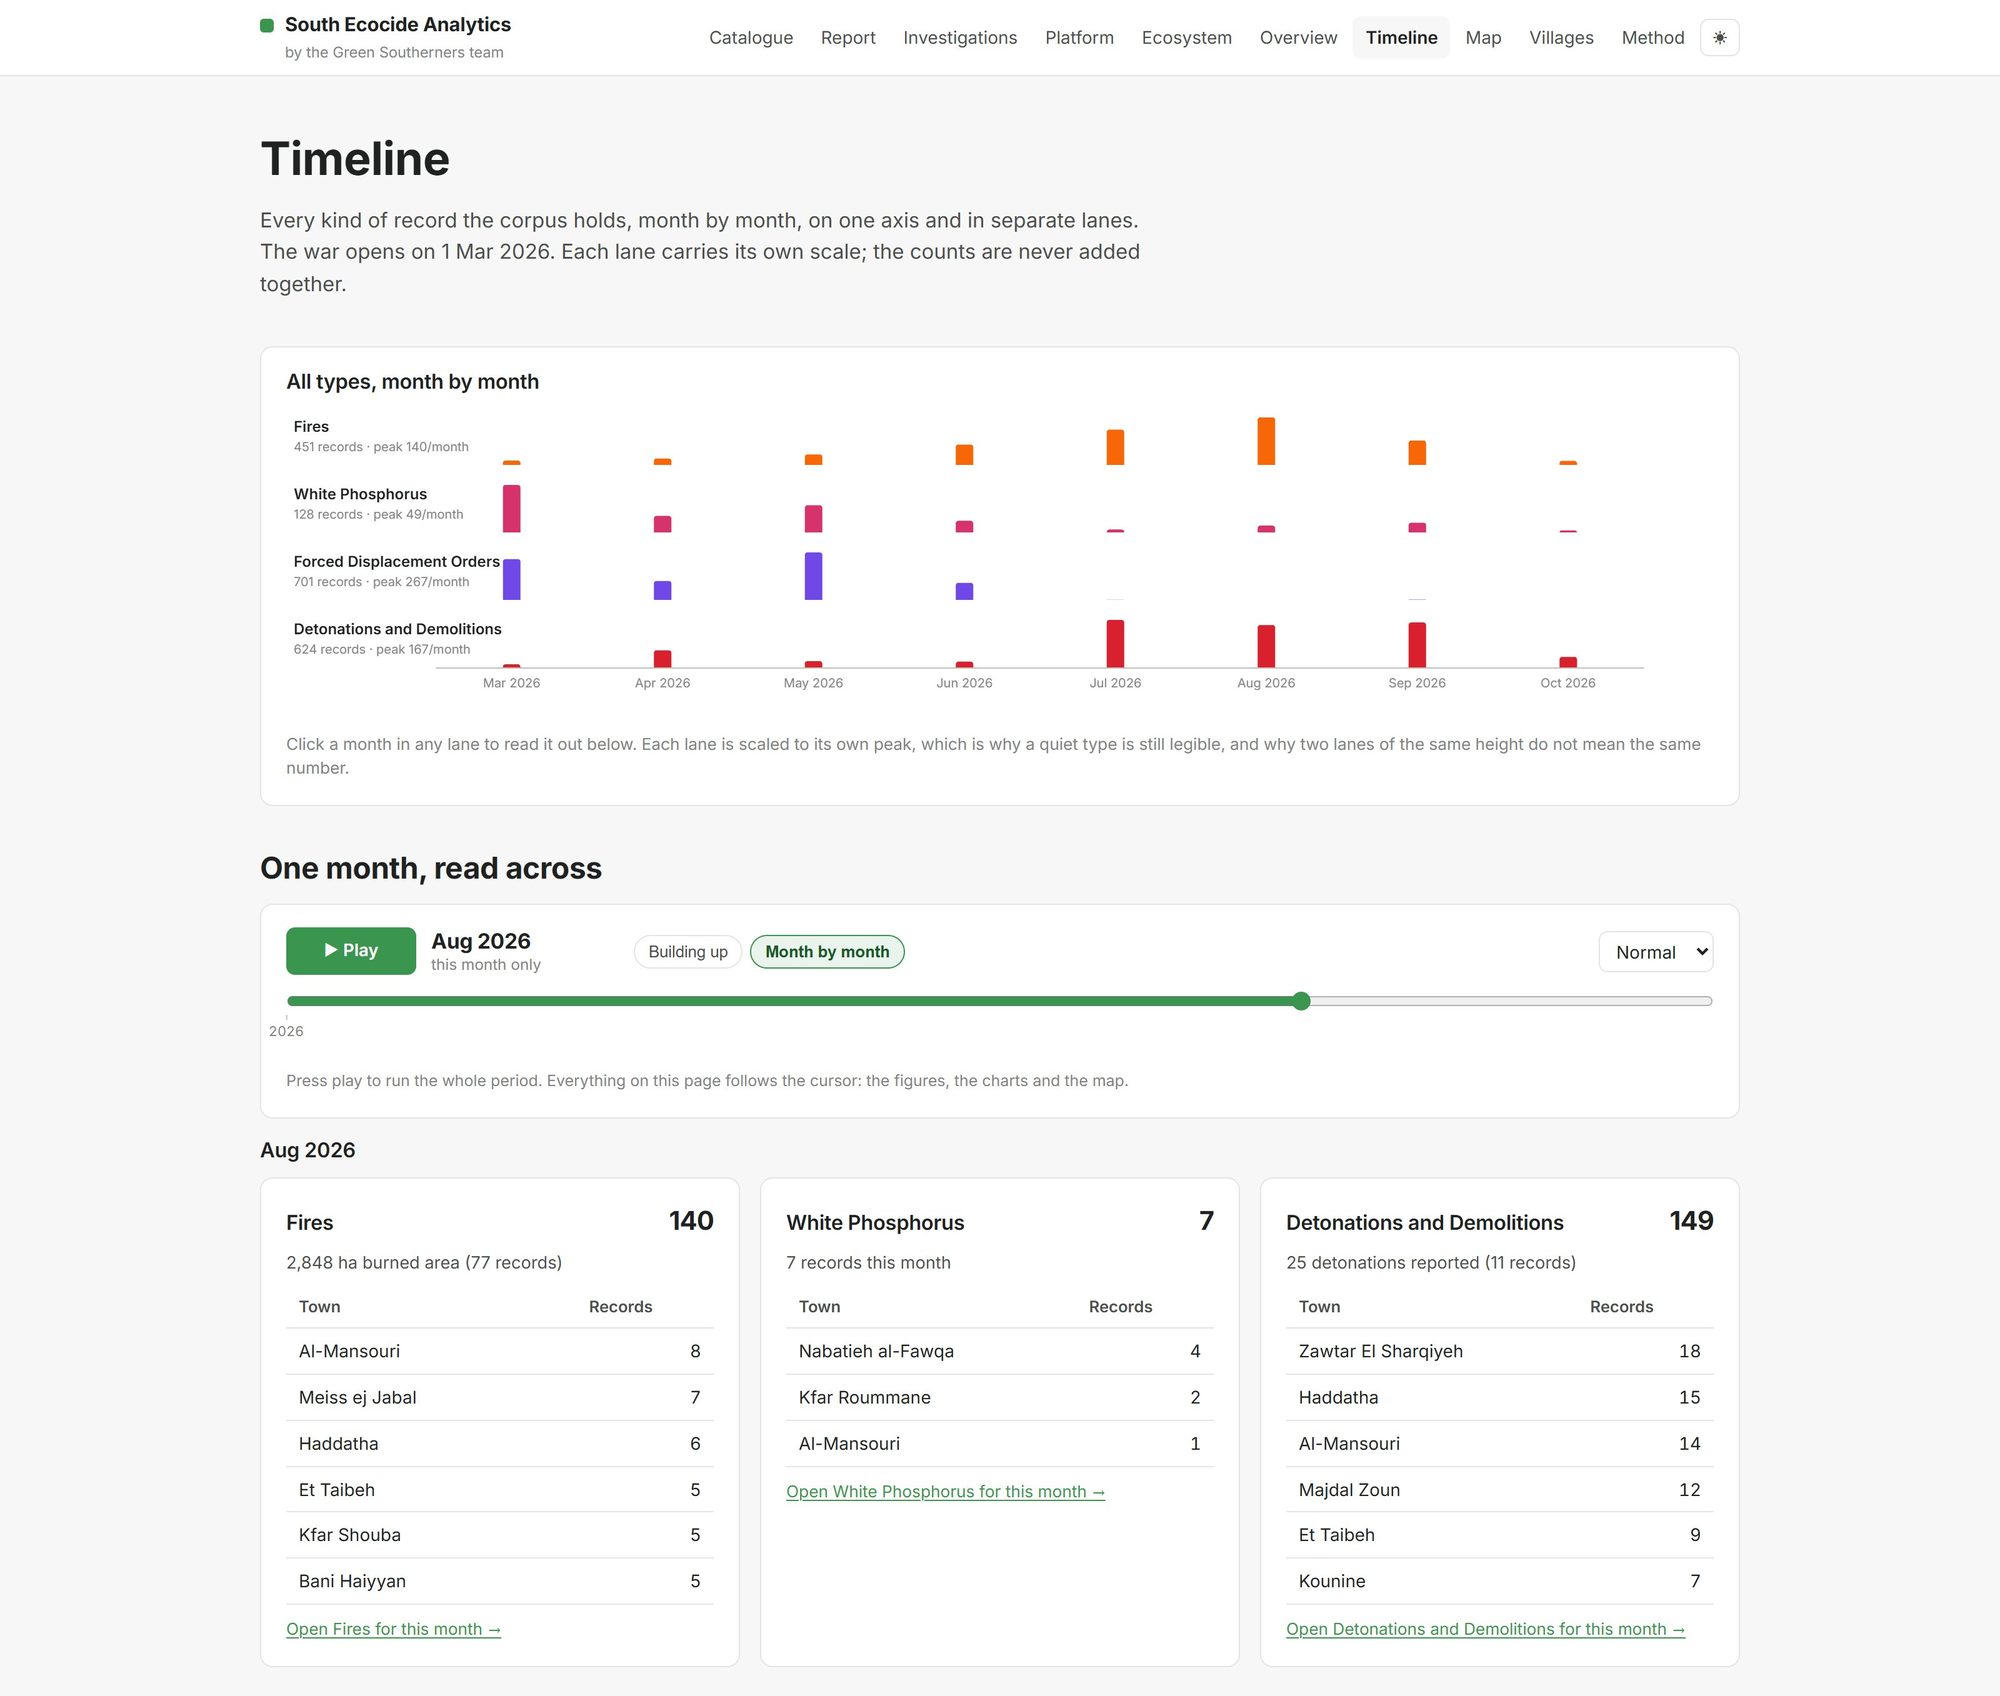 South Ecocide Analytics
by the Green Southerners team
Catalogue Report Investigations Platform Ecosystem Overview Timeline Map Villages Method
Timeline
Every kind of record the corpus holds, month by month, on one axis and in separate lanes.
The war opens on 1 Mar 2026. Each lane carries its own scale; the counts are never added
together.
All types, month by month
Fires
451 records · peak 140/month
White Phosphorus
128 records · peak 49/month
Forced Displacement Orders
701 records · peak 267/month
Detonations and Demolitions
624 records · peak 167/month
Mar 2026 Apr 2026 May 2026 Jun 2026 Jul 2026 Aug 2026 Sep 2026 Oct 2026
Click a month in any lane to read it out below. Each lane is scaled to its own peak, which is why a quiet type is still legible, and why two lanes of the same height do not mean the same
number.
One month, read across
▶ Play
Aug 2026
this month only
Building up
Month by month
Normal
2026
Press play to run the whole period. Everything on this page follows the cursor: the figures, the charts and the map.
Aug 2026
Fires 140
2,848 ha burned area (77 records)
Town Records
Al-Mansouri 8
Meiss ej Jabal 7
Haddatha 6
Et Taibeh 5
Kfar Shouba 5
Bani Haiyyan 5
Open Fires for this month →
White Phosphorus 7
7 records this month
Town Records
Nabatieh al-Fawqa 4
Kfar Roummane 2
Al-Mansouri 1
Open White Phosphorus for this month →
Detonations and Demolitions 149
25 detonations reported (11 records)
Town Records
Zawtar El Sharqiyeh 18
Haddatha 15
Al-Mansouri 14
Majdal Zoun 12
Et Taibeh 9
Kounine 7
Open Detonations and Demolitions for this month →